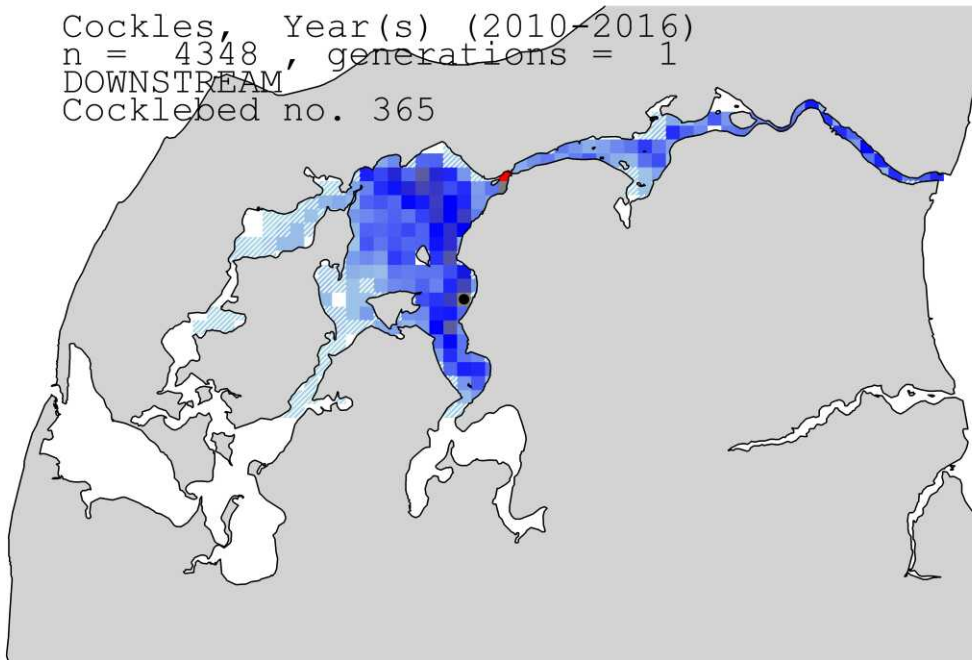 Cockles, Year(s) (2010-2016)
n = 4348 , generations = 1
DOWNSTREAM
Cocklebed no. 365